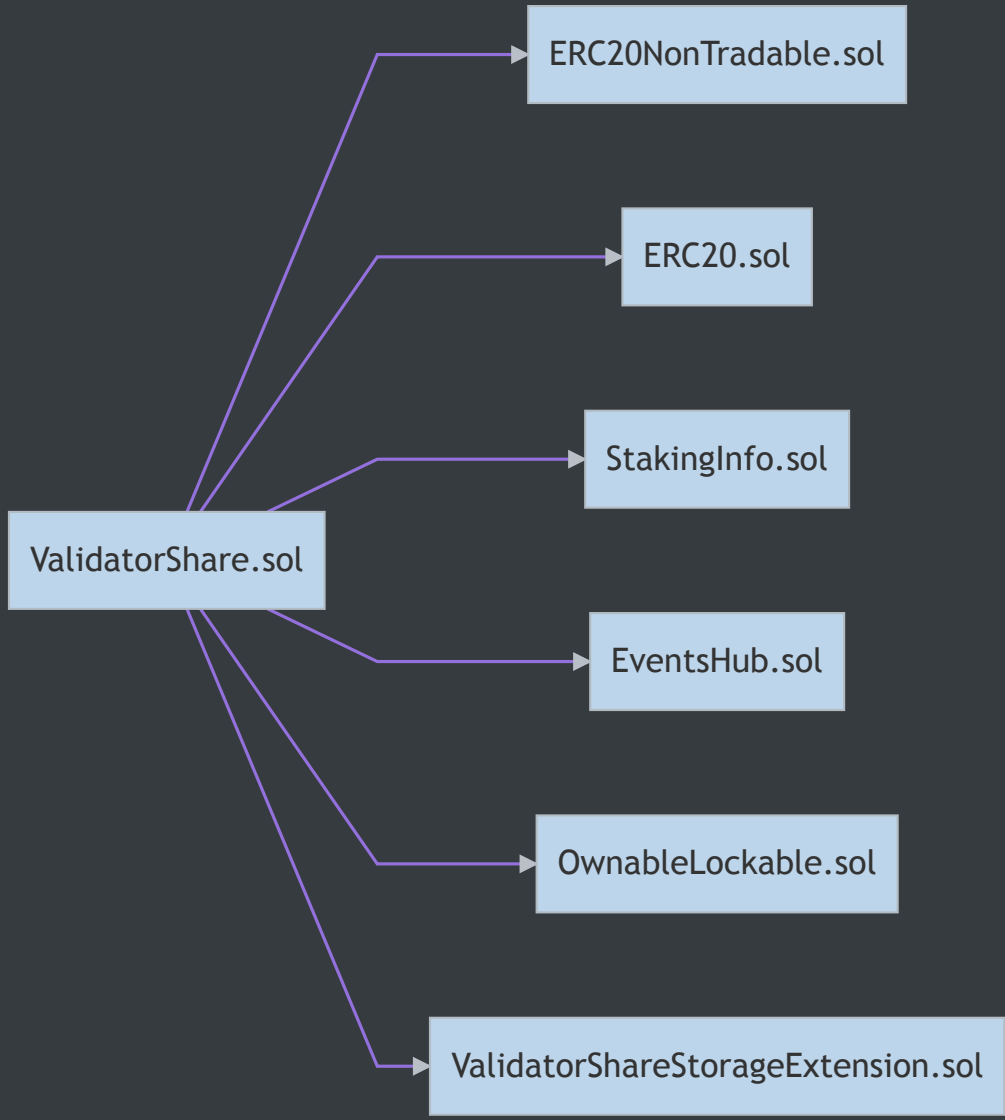 ERC20NonTradable.sol
ERC20.sol
StakingInfo.sol
ValidatorShare.sol
EventsHub.sol
OwnableLockable.sol
ValidatorShareStorageExtension.sol